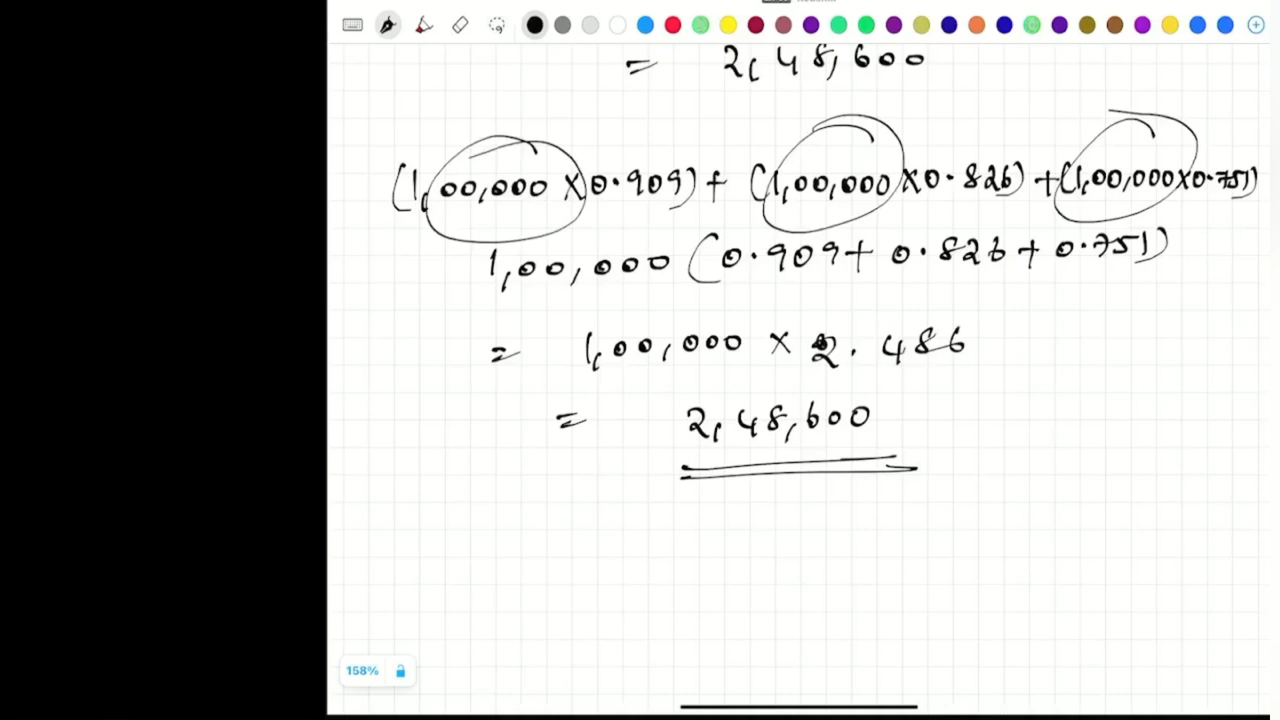 = 2,48,600
(1,00,000 × 0.909) + (1,00,000 × 0.826) + (1,00,000 × 0.751)
1,00,000 (0.909 + 0.826 + 0.751)
= 1,00,000 × 2.486
= 2,48,600
158%